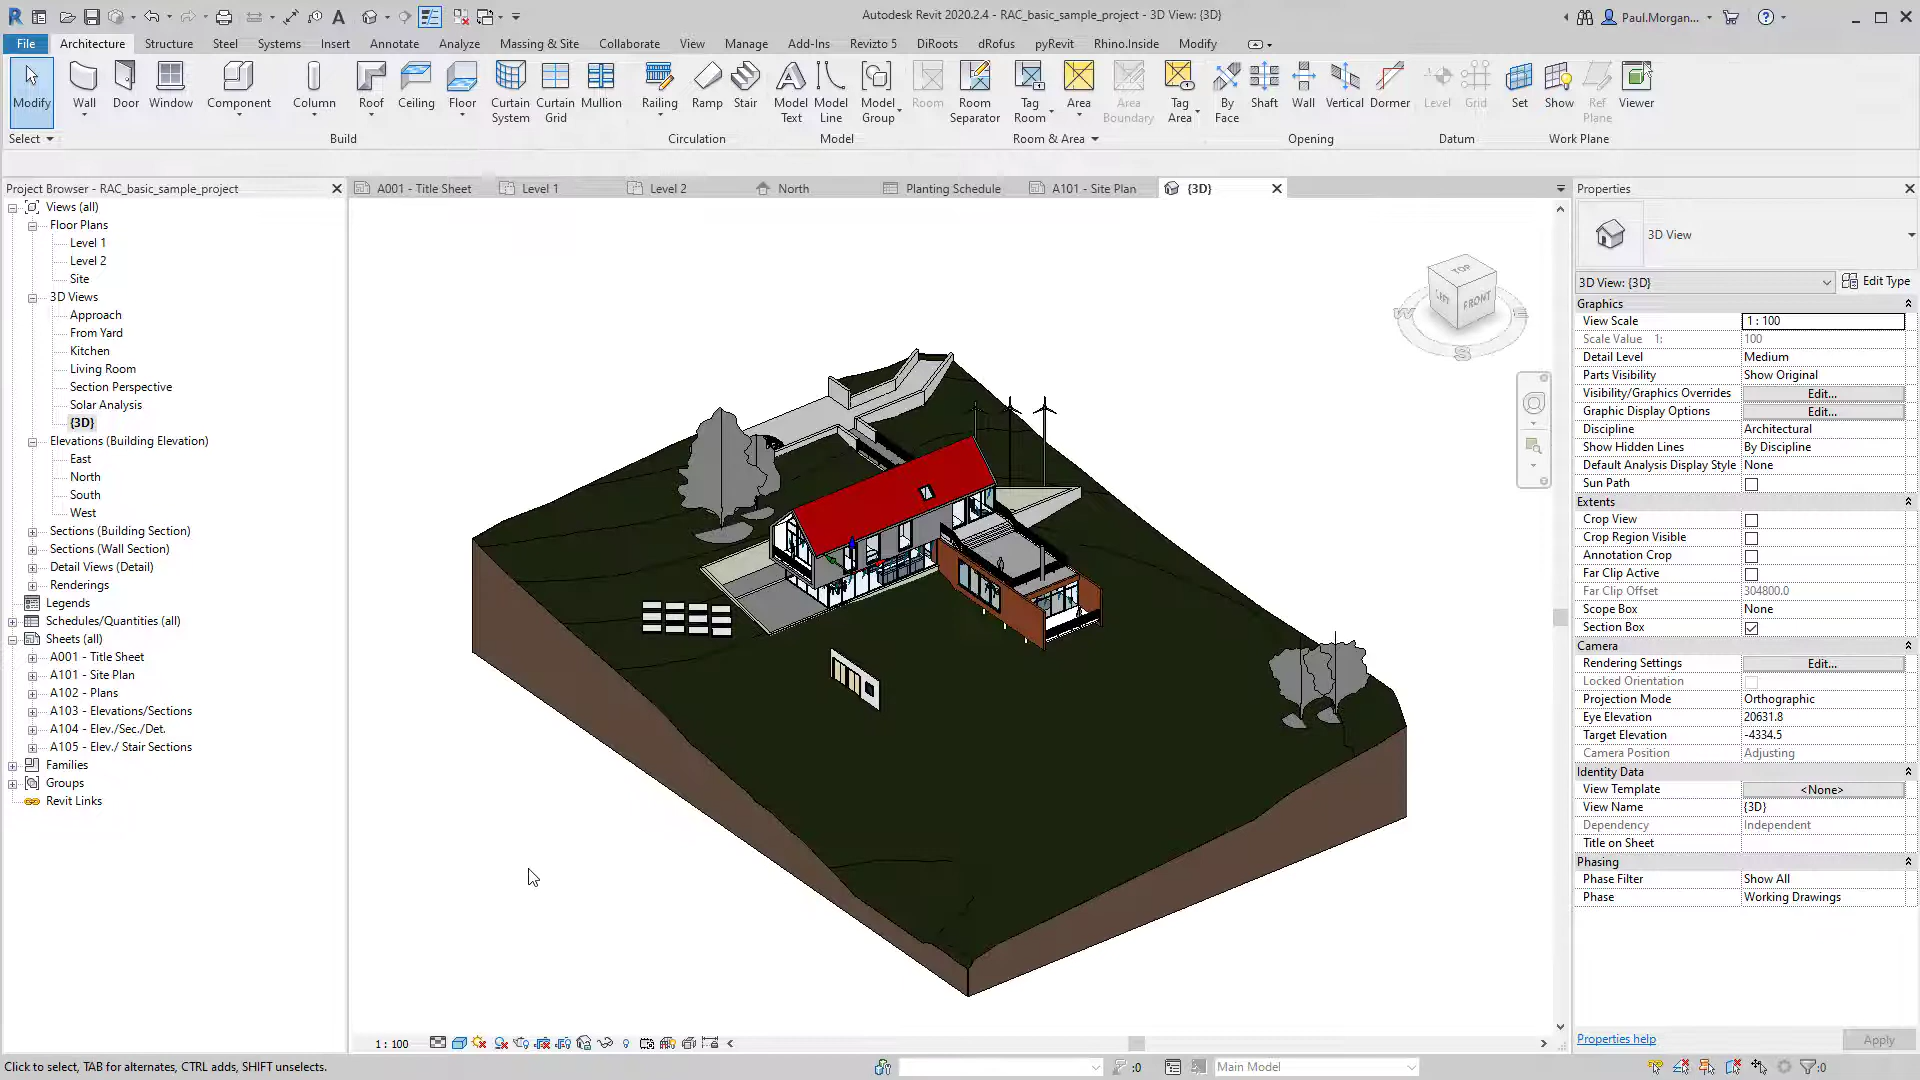 Autodesk Revit 2020.2.4 - RAC_basic_sample_project - 3D View: {3D}
Paul.Morgan...
File Architecture Structure Steel Systems Insert Annotate Analyze Massing & Site Collaborate View Manage Add-Ins Revizto 5 DiRoots dRofus pyRevit Rhino.Inside Modify
Modify Wall Door Window Component Column Roof Ceiling Floor Curtain System Curtain Grid Mullion Railing Ramp Stair Model Text Model Line Model Group Room Room Separator Tag Room Area Area Boundary Tag Area By Face Shaft Wall Vertical Dormer Level Grid Set Show Ref Plane Viewer
Select Build Circulation Model Room & Area Opening Datum Work Plane
Project Browser - RAC_basic_sample_project
Views (all)
Floor Plans
Level 1
Level 2
Site
3D Views
Approach
From Yard
Kitchen
Living Room
Section Perspective
Solar Analysis
{3D}
Elevations (Building Elevation)
East
North
South
West
Sections (Building Section)
Sections (Wall Section)
Detail Views (Detail)
Renderings
Legends
Schedules/Quantities (all)
Sheets (all)
A001 - Title Sheet
A101 - Site Plan
A102 - Plans
A103 - Elevations/Sections
A104 - Elev./Sec./Det.
A105 - Elev./ Stair Sections
Families
Groups
Revit Links
A001 - Title Sheet Level 1 Level 2 North Planting Schedule A101 - Site Plan {3D}
TOP
LEFT FRONT
W E
S
1 : 100
Properties
3D View
3D View: {3D} Edit Type
Graphics
View Scale 1 : 100
Scale Value 1: 100
Detail Level Medium
Parts Visibility Show Original
Visibility/Graphics Overrides Edit...
Graphic Display Options Edit...
Discipline Architectural
Show Hidden Lines By Discipline
Default Analysis Display Style None
Sun Path
Extents
Crop View
Crop Region Visible
Annotation Crop
Far Clip Active
Far Clip Offset 304800.0
Scope Box None
Section Box
Camera
Rendering Settings Edit...
Locked Orientation
Projection Mode Orthographic
Eye Elevation 20631.8
Target Elevation -4334.5
Camera Position Adjusting
Identity Data
View Template <None>
View Name {3D}
Dependency Independent
Title on Sheet
Phasing
Phase Filter Show All
Phase Working Drawings
Properties help Apply
Click to select, TAB for alternates, CTRL adds, SHIFT unselects. :0 Main Model :0